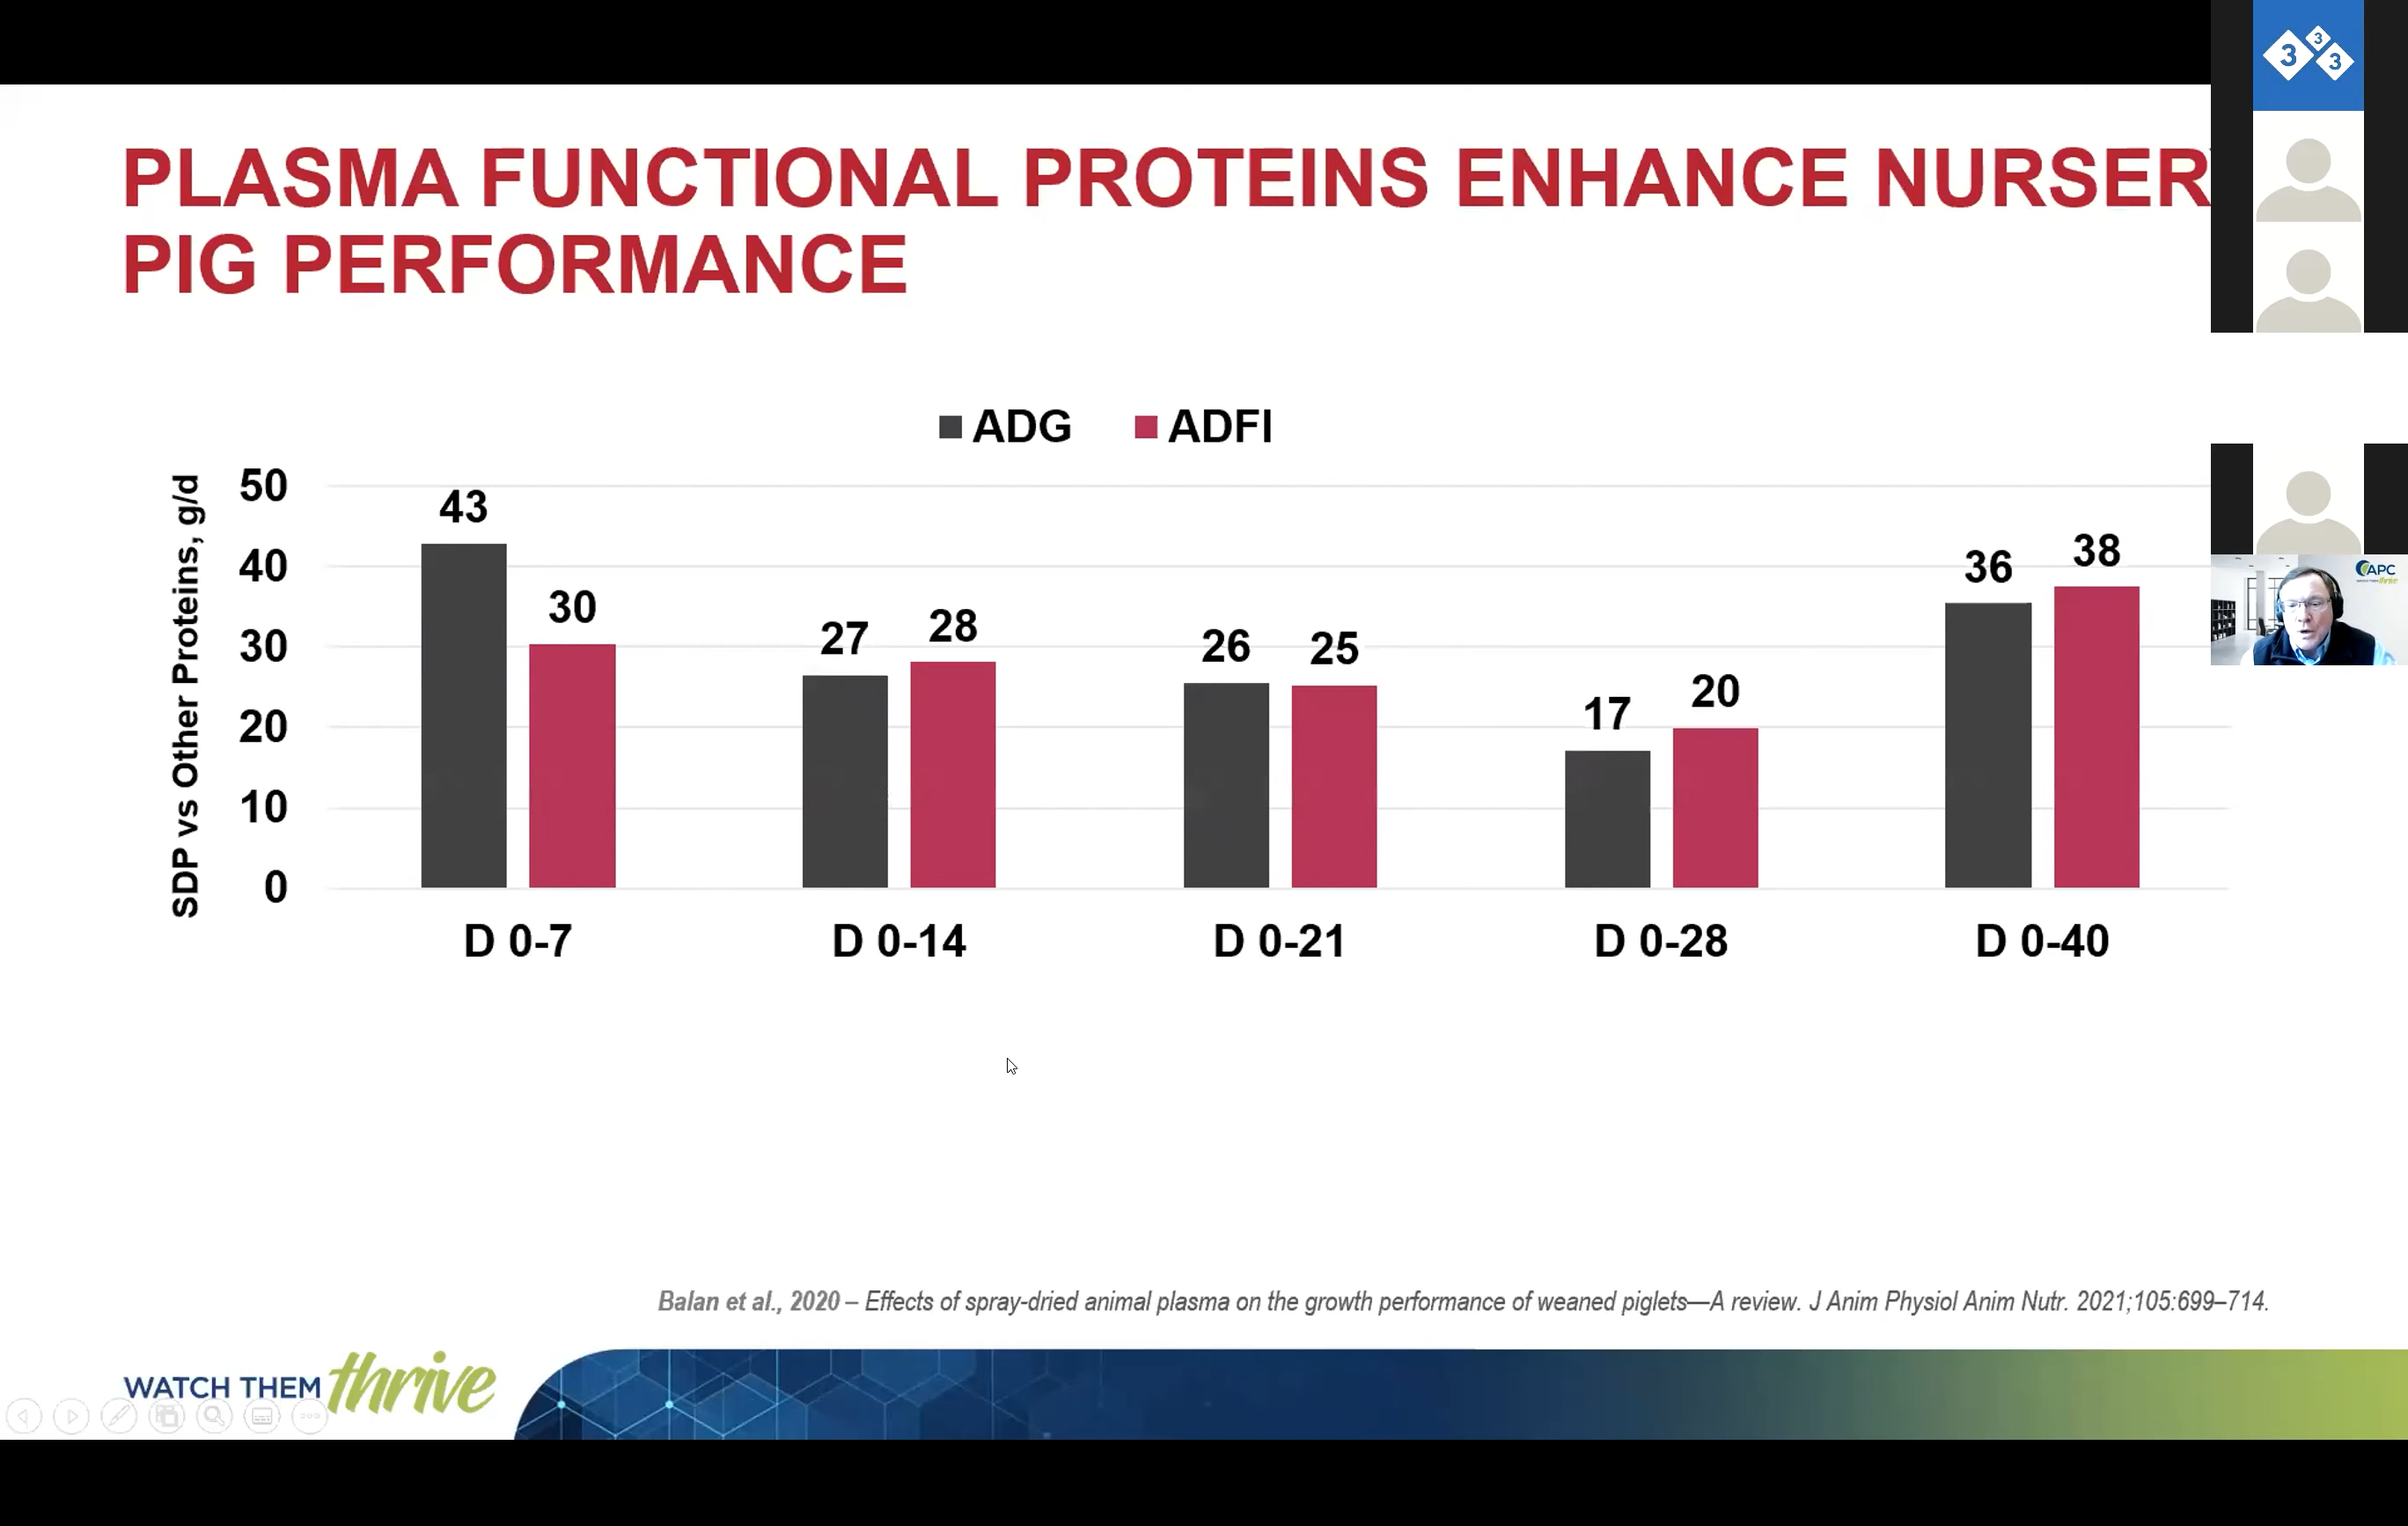 PLASMA FUNCTIONAL PROTEINS ENHANCE NURSER
PIG PERFORMANCE
ADG ADFI
SDP vs Other Proteins, g/d
50
40
30
20
10
0
43
30
27
28
26
25
17
20
36
38
D 0-7
D 0-14
D 0-21
D 0-28
D 0-40
Balan et al., 2020 – Effects of spray-dried animal plasma on the growth performance of weaned piglets—A review. J Anim Physiol Anim Nutr. 2021;105:699–714.
WATCH THEM thrive
3 3 3
APC